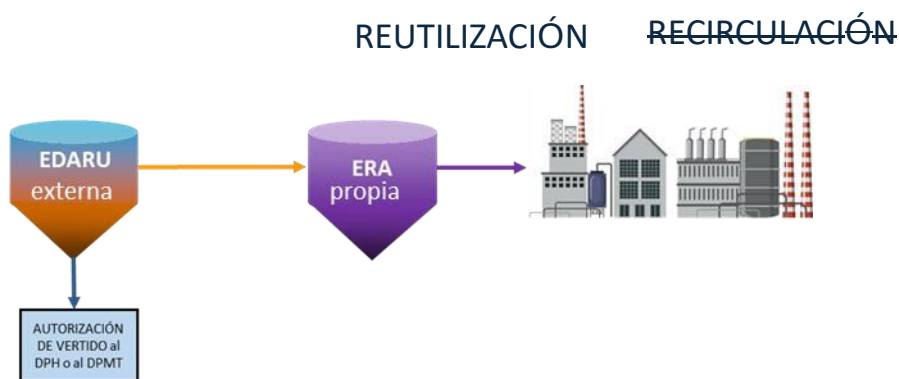 REUTILIZACIÓN RECIRCULACIÓN
EDARU
externa
ERA
propia
AUTORIZACIÓN
DE VERTIDO al
DPH o al DPMT